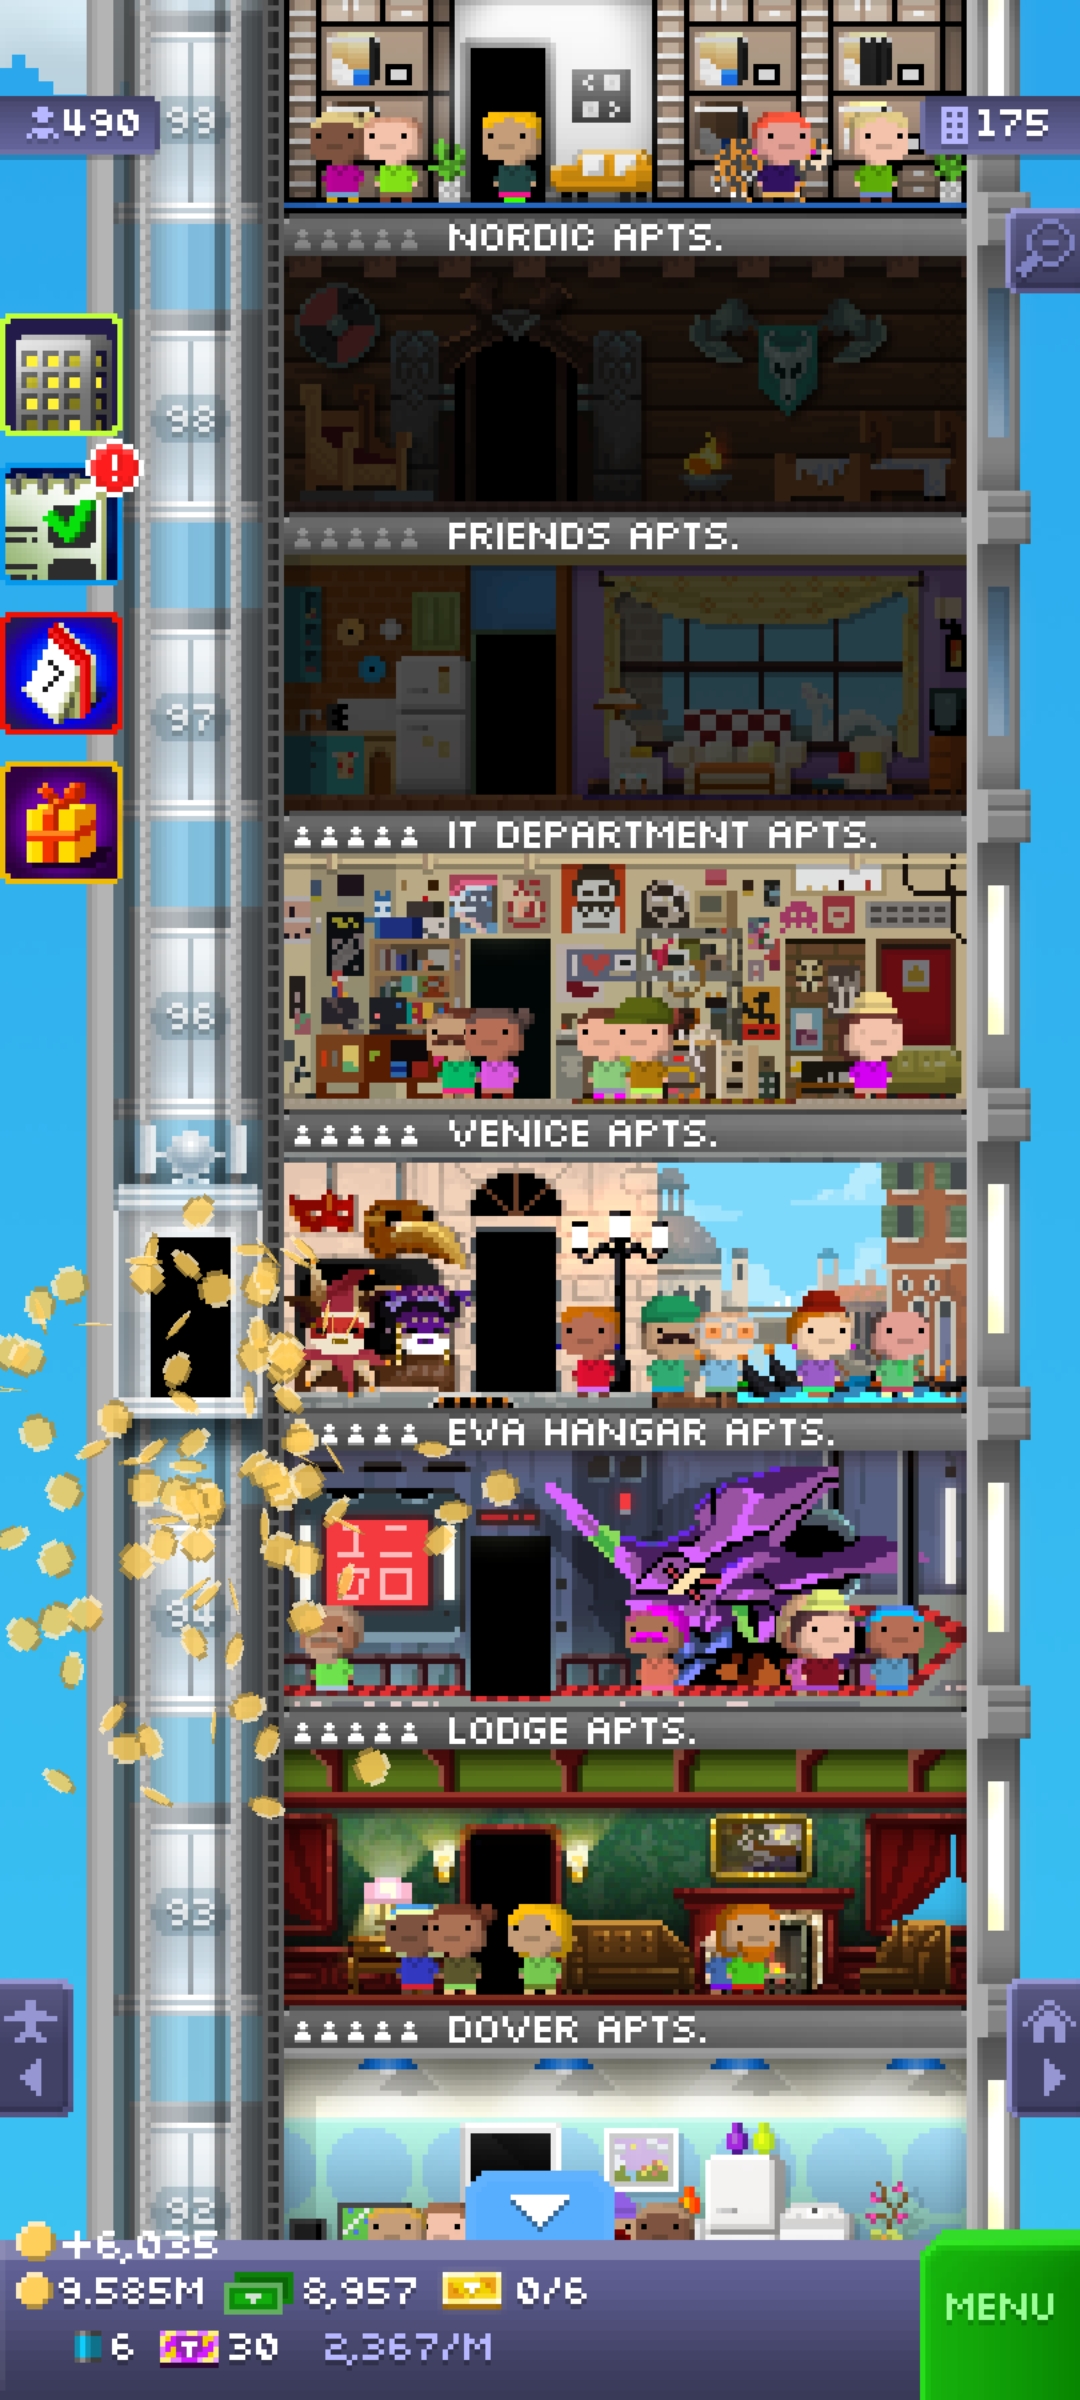 99
490
175
NORDIC APTS.
98
FRIENDS APTS.
97
7
IT DEPARTMENT APTS.
96
VENICE APTS.
EVA HANGAR APTS.
94
LODGE APTS.
93
DOVER APTS.
92
+6,035
9.585M 8,957 0/6
MENU
6 T 30 2,367/M